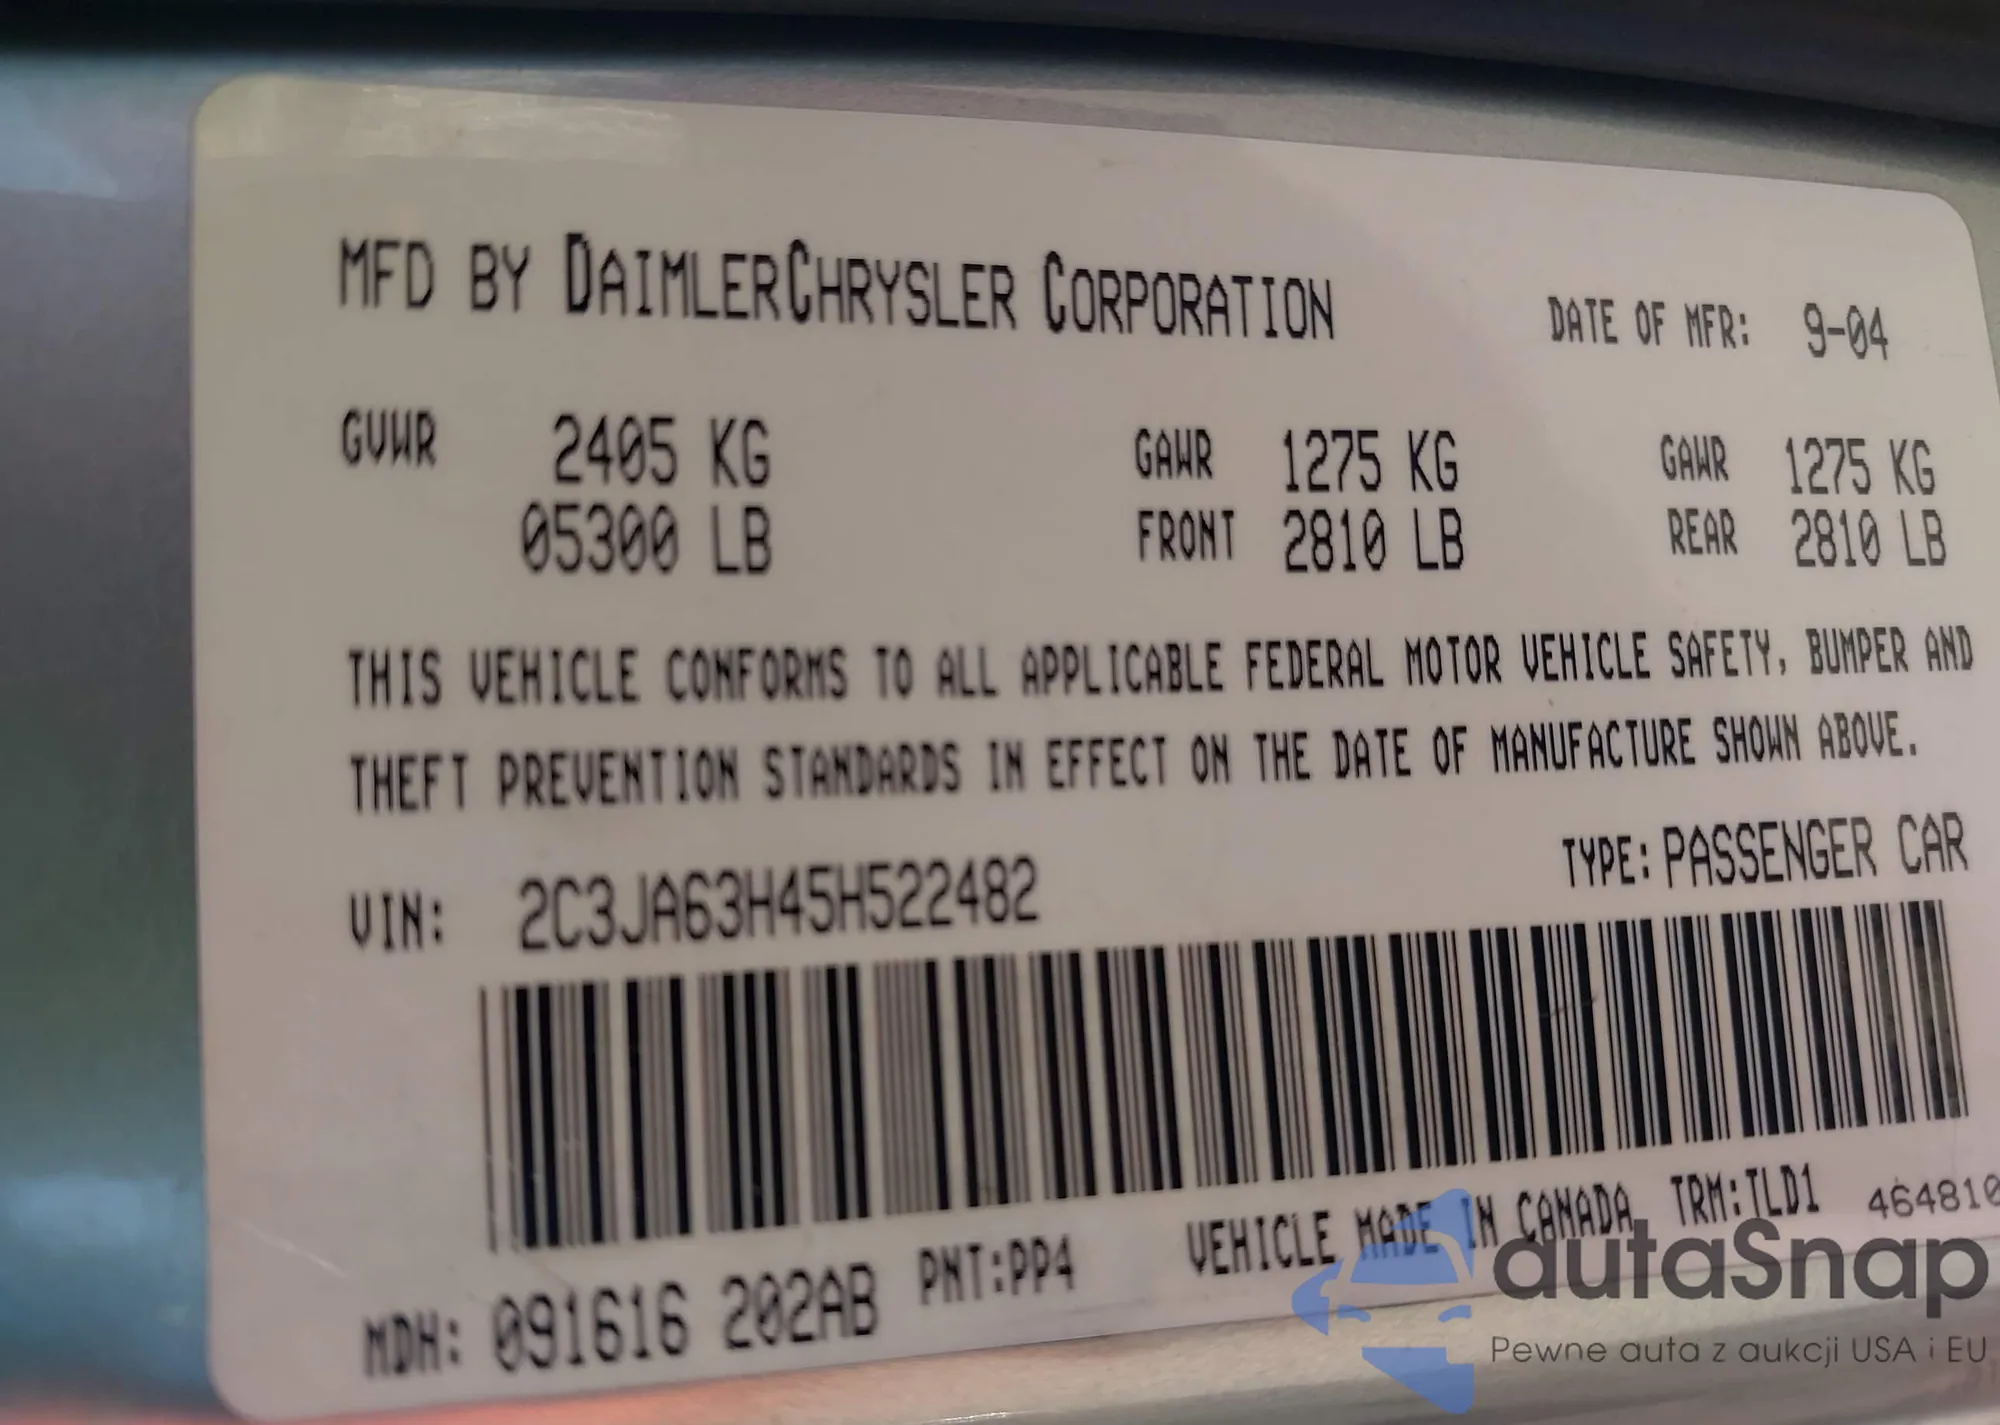 MFD BY DAIMLERCHRYSLER CORPORATION DATE OF MFR: 9-04
GVWR 2405 KG GAWR 1275 KG GAWR 1275 KG
05300 LB FRONT 2810 LB REAR 2810 LB
THIS VEHICLE CONFORMS TO ALL APPLICABLE FEDERAL MOTOR VEHICLE SAFETY, BUMPER AND
THEFT PREVENTION STANDARDS IN EFFECT ON THE DATE OF MANUFACTURE SHOWN ABOVE.
VIN: 2C3JA63H45H522482 TYPE: PASSENGER CAR
MDH: 091616 202AB PNT:PP4 VEHICLE MADE IN CANADA TRM:TLD1 464810
autaSnap
Pewne auta z aukcji USA i EU